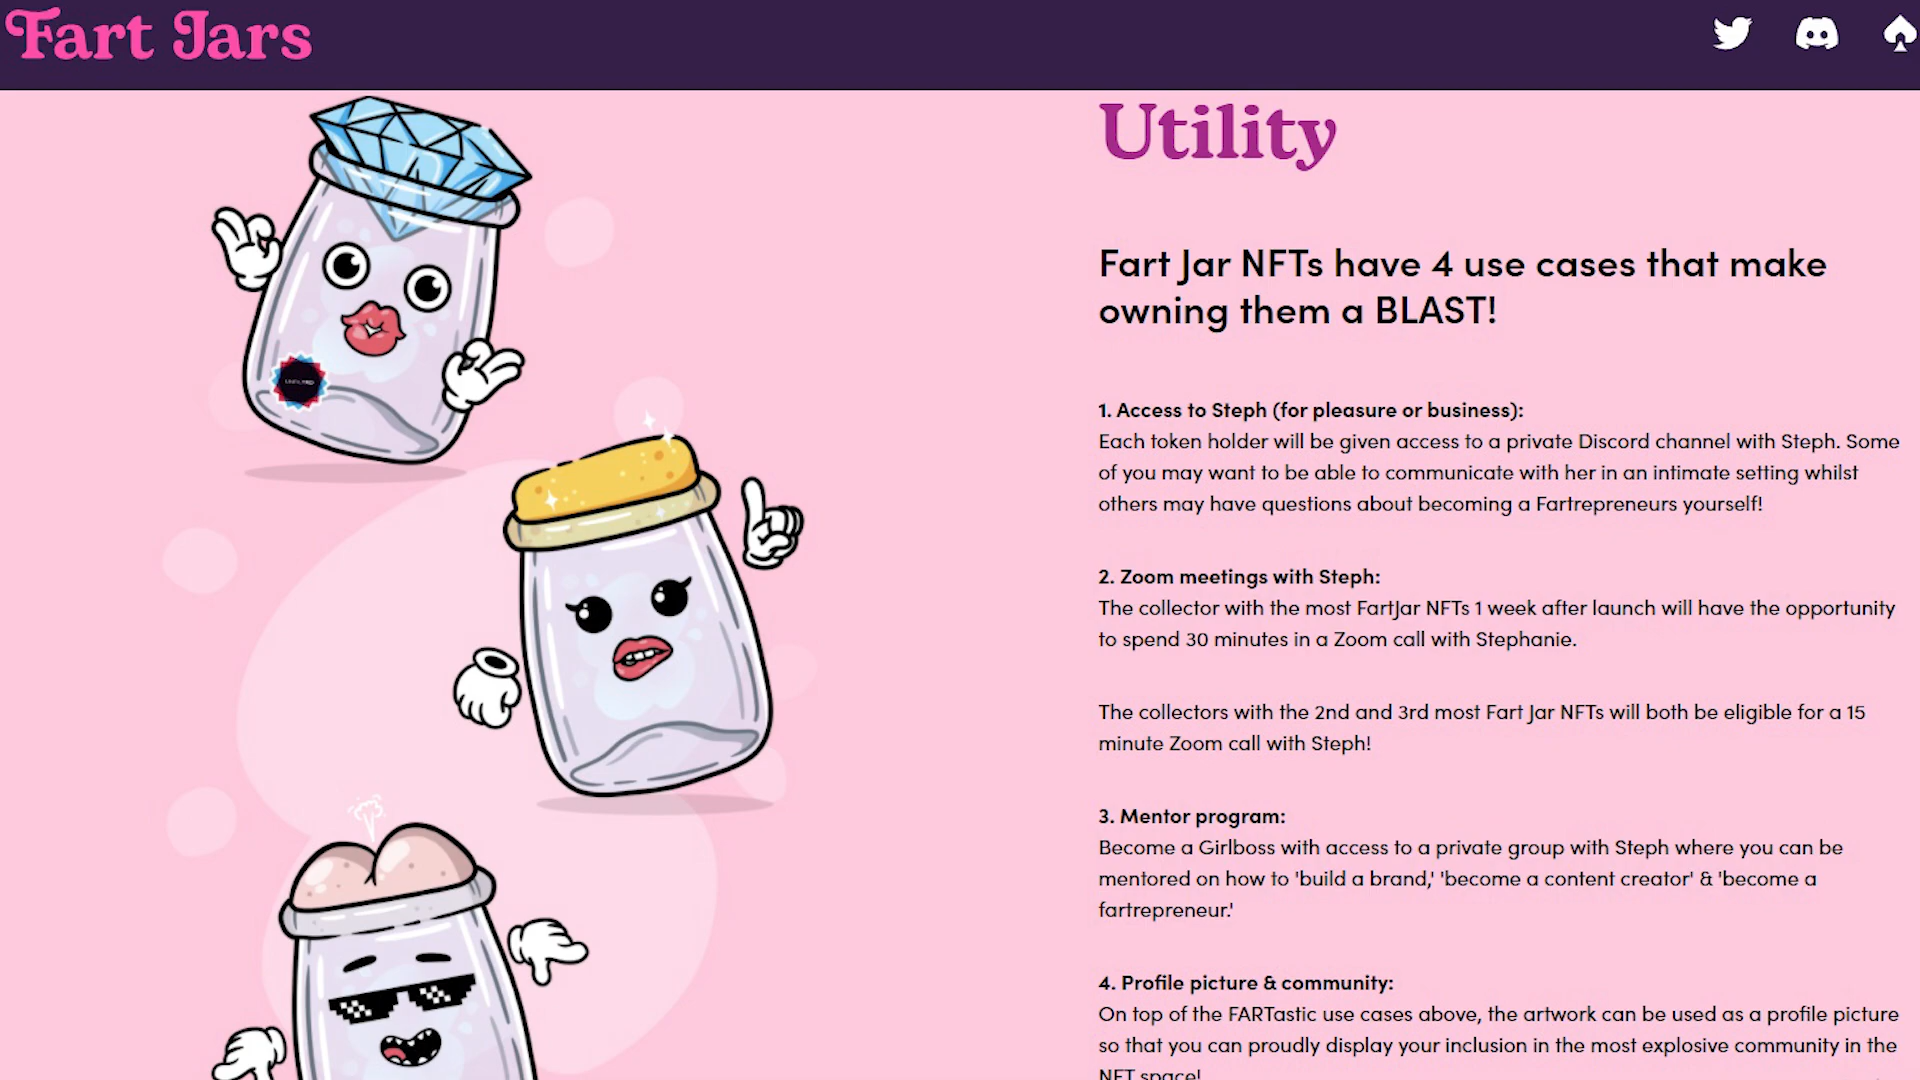 Fart Jars
Utility
Fart Jar NFTs have 4 use cases that make
owning them a BLAST!
1. Access to Steph (for pleasure or business):
Each token holder will be given access to a private Discord channel with Steph. Some
of you may want to be able to communicate with her in an intimate setting whilst
others may have questions about becoming a Fartrepreneurs yourself!
2. Zoom meetings with Steph:
The collector with the most FartJar NFTs 1 week after launch will have the opportunity
to spend 30 minutes in a Zoom call with Stephanie.
The collectors with the 2nd and 3rd most Fart Jar NFTs will both be eligible for a 15
minute Zoom call with Steph!
3. Mentor program:
Become a Girlboss with access to a private group with Steph where you can be
mentored on how to 'build a brand,' 'become a content creator' & 'become a
fartrepreneur.'
4. Profile picture & community:
On top of the FARTastic use cases above, the artwork can be used as a profile picture
so that you can proudly display your inclusion in the most explosive community in the
NFT space!